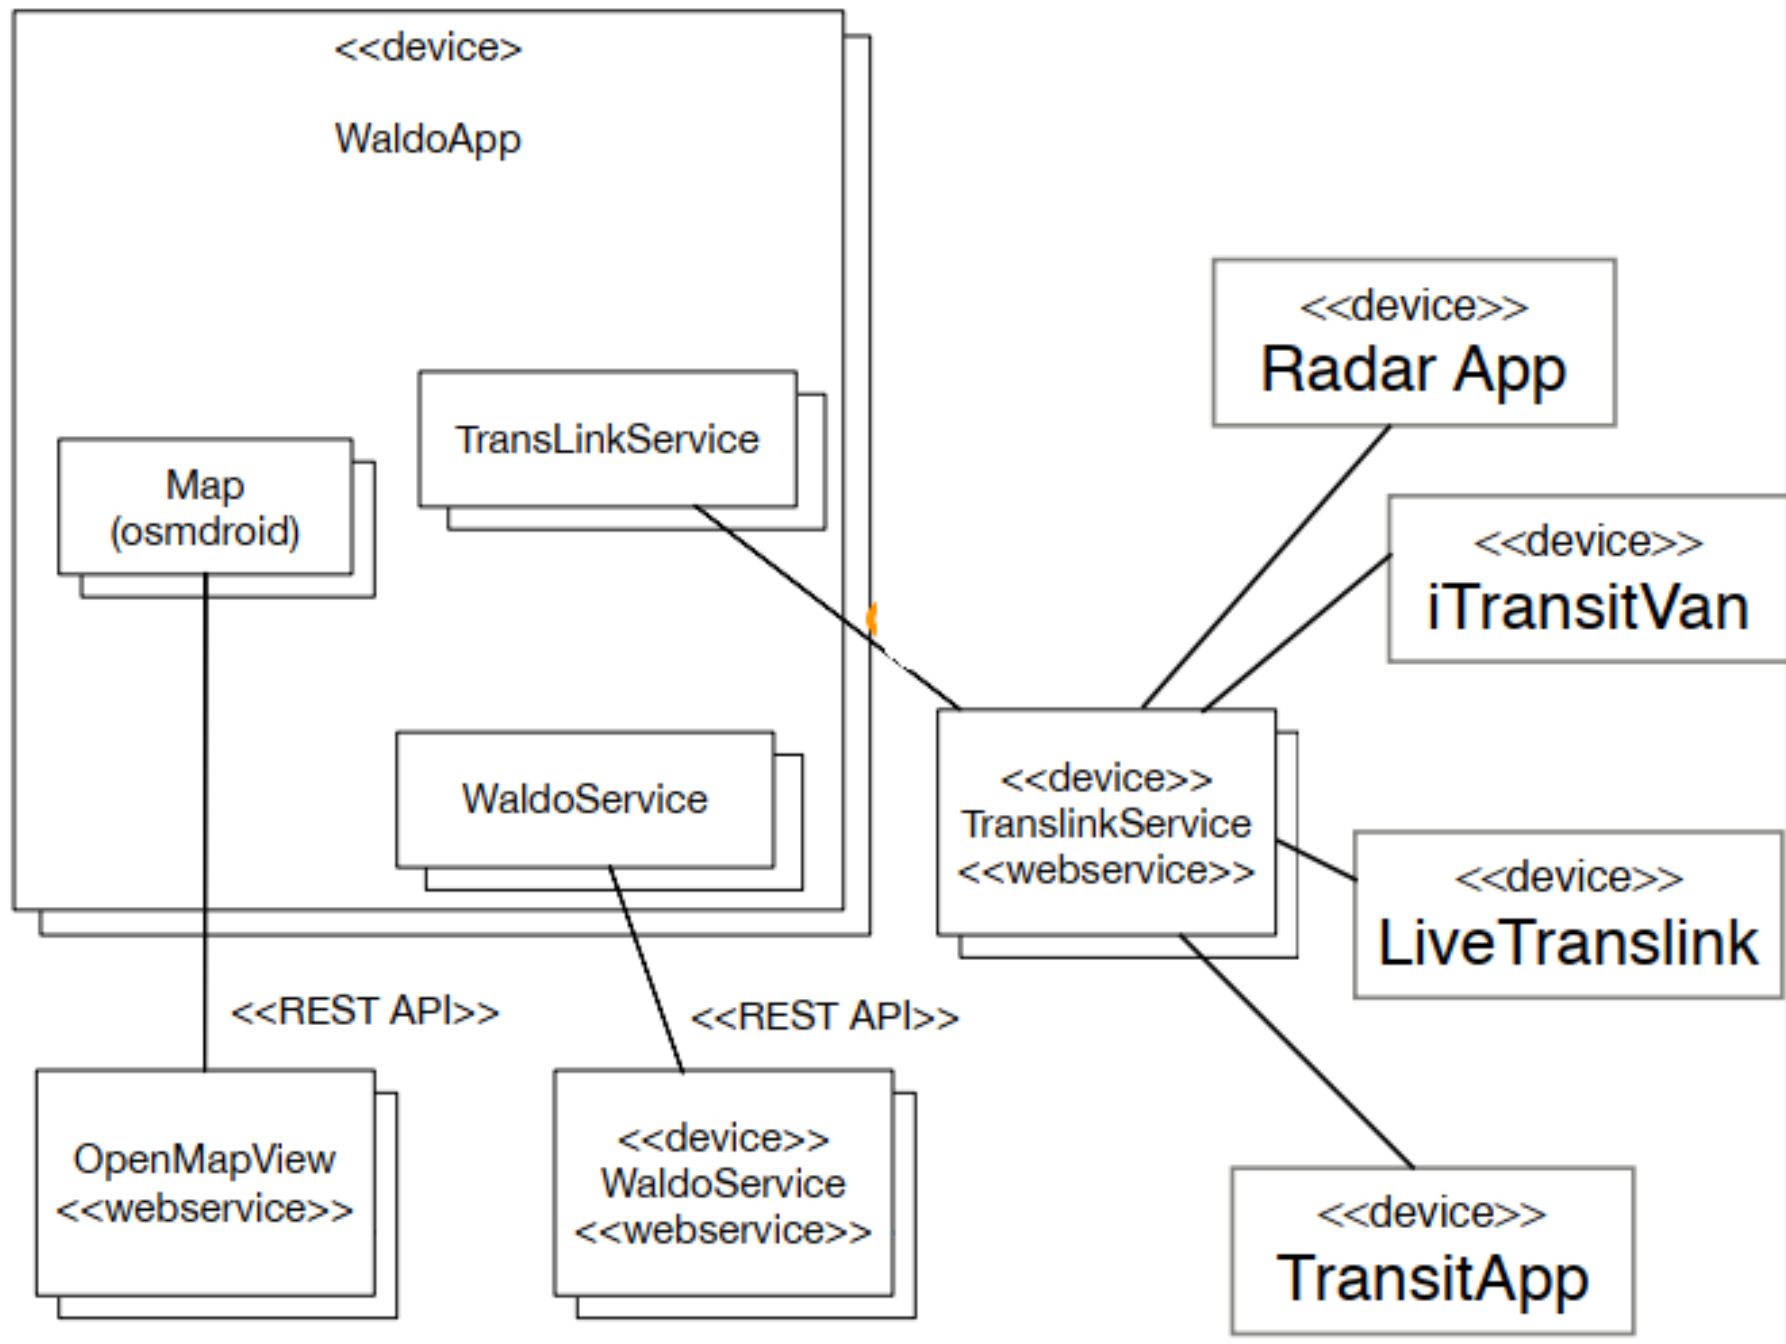 <<device>
WaldoApp
TransLinkService
Map
(osmdroid)
WaldoService
<<REST API>>
<<REST API>>
OpenMapView
<<webservice>>
<<device>>
WaldoService
<<webservice>>
<<device>>
TranslinkService
<<webservice>>
<<device>>
Radar App
<<device>>
iTransitVan
<<device>>
LiveTranslink
<<device>>
TransitApp